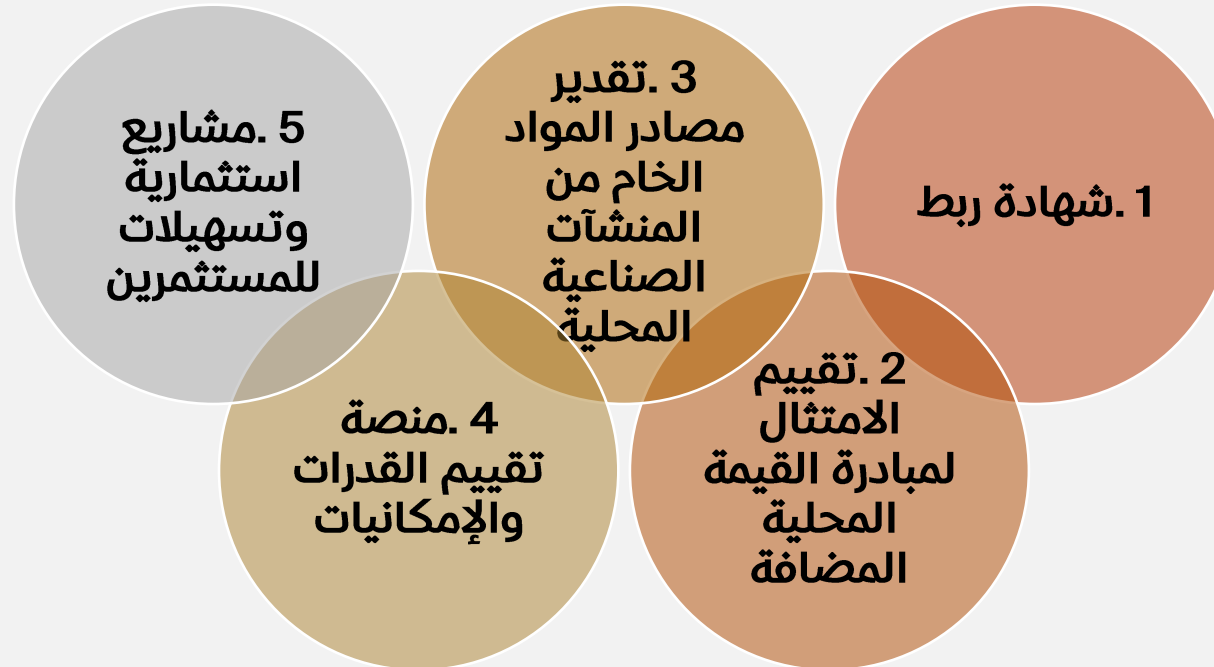 1 .شهادة ربط
2 .تقييم
الامتثال
لمبادرة القيمة
المحلية
المضافة
3 .تقدير
مصادر المواد
الخام من
المنشآت
الصناعية
المحلية
4 .منصة
تقييم القدرات
والإمكانيات
5 .مشاريع
استثمارية
وتسهيلات
للمستثمرين